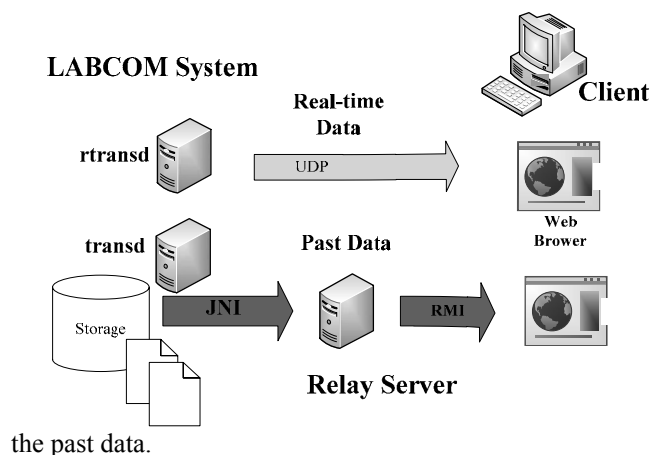 LABCOM System
Client
Real-time
Data
rtransd
UDP
Web
Brower
transd
Past Data
JNI
RMI
Storage
Relay Server
the past data.